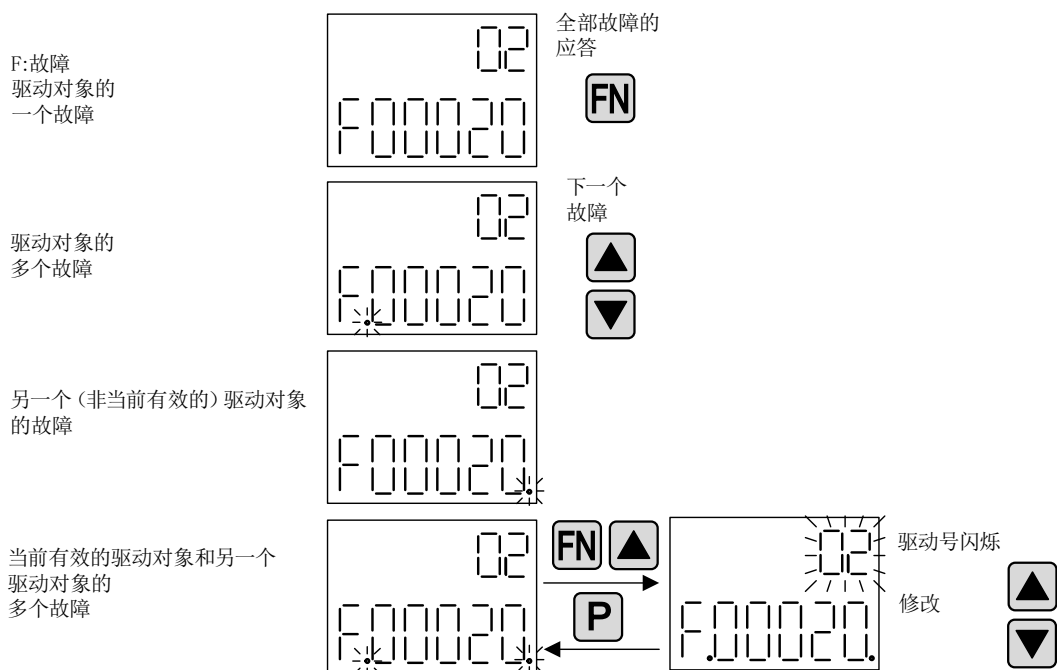 F:故障
驱动对象的
一个故障
02
F00020
全部故障的
应答
FN
驱动对象的
多个故障
02
F.00020
下一个
故障
另一个(非当前有效的)驱动对象
的故障
02
F00020.
当前有效的驱动对象和另一个
驱动对象的
多个故障
02
F.00020.
FN
P
02
F.00020.
驱动号闪烁
修改